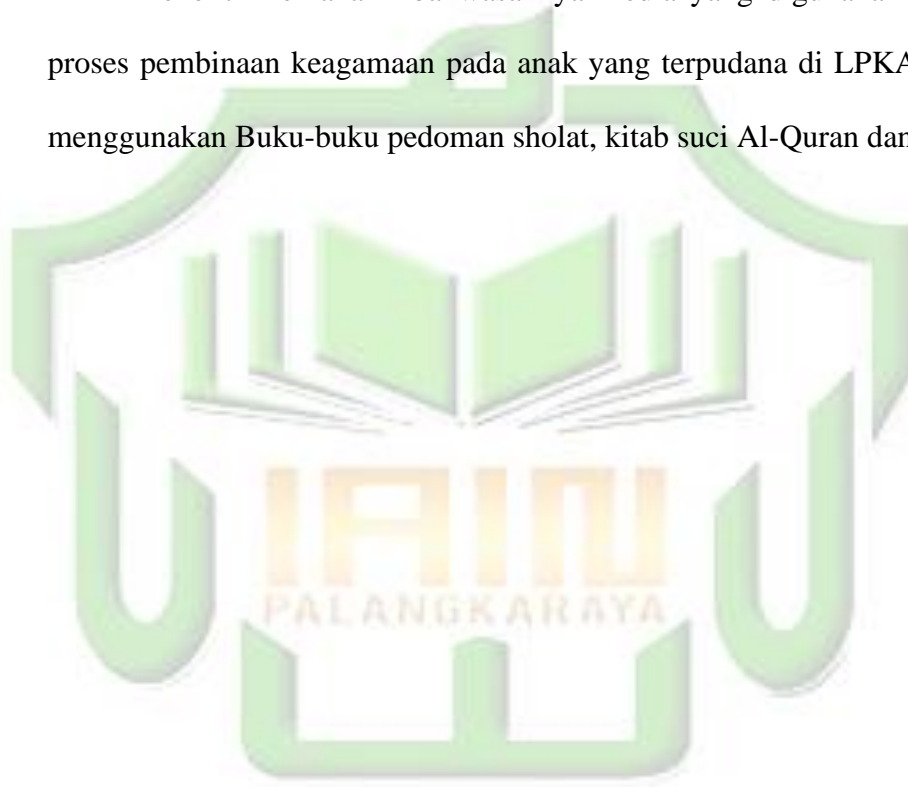 proses pembinaan keagamaan pada anak yang terpudana di LPKA
menggunakan Buku-buku pedoman sholat, kitab suci Al-Quran dan
IAIN
PALANGKARAYA